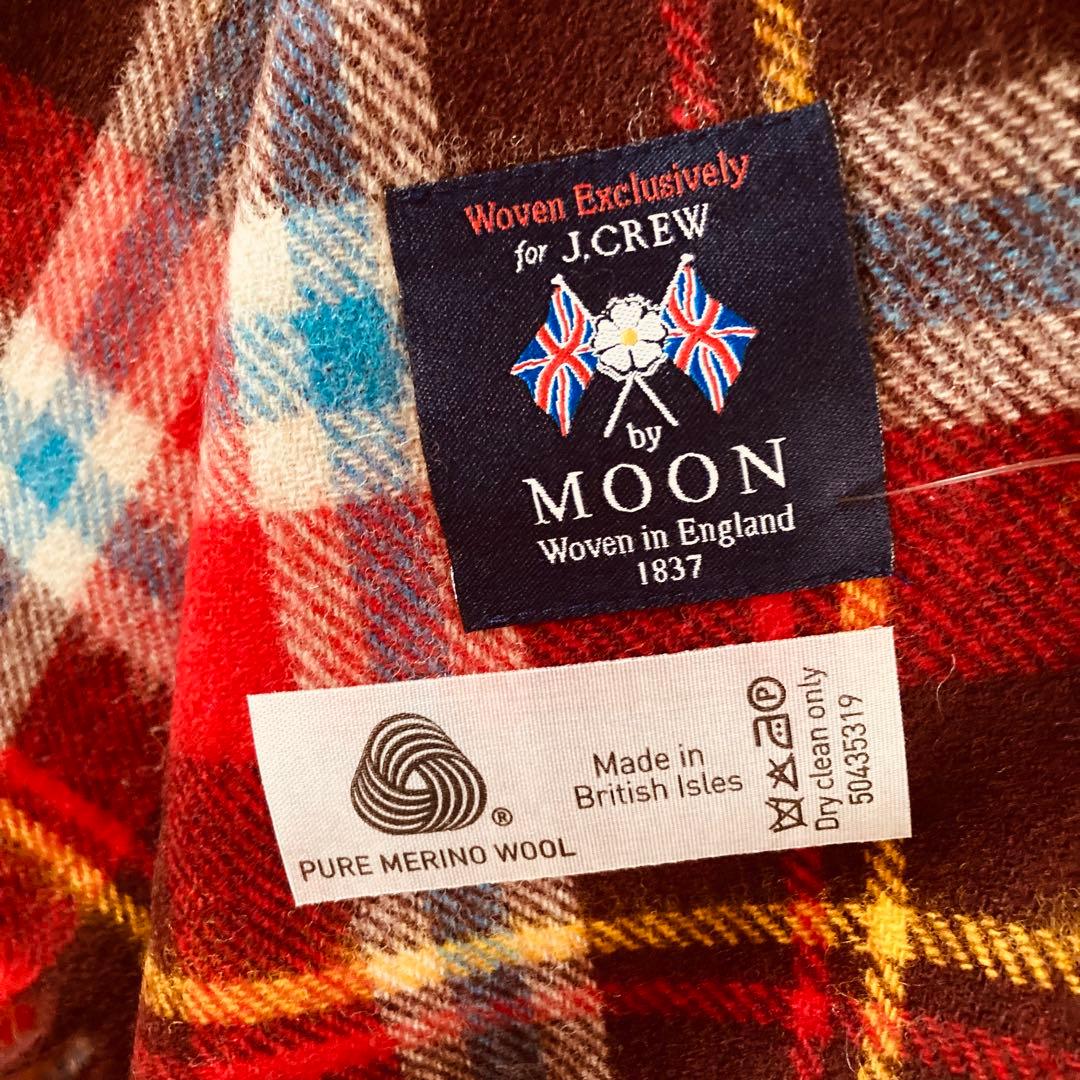 Woven Exclusively
for J.CREW
by
MOON
Woven in England
1837
®
PURE MERINO WOOL
Made in
British Isles
P
Dry clean only
50435319